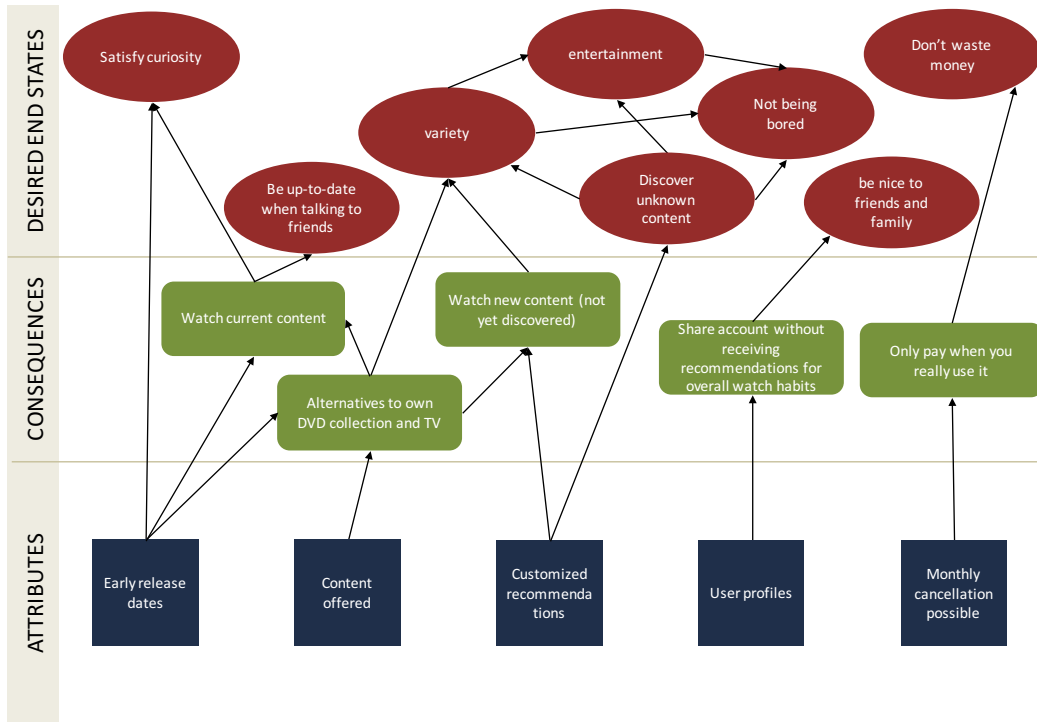 DESIRED END STATES
Satisfy curiosity
entertainment
Don’t waste
money
variety
Not being
bored
Be up-to-date
when talking to
friends
Discover
unknown
content
be nice to
friends and
family
CONSEQUENCES
Watch current content
Watch new content (not
yet discovered)
Share account without
receiving
recommendations for
overall watch habits
Only pay when you
really use it
Alternatives to own
DVD collection and TV
ATTRIBUTES
Early release
dates
Content
offered
Customized
recommenda
tions
User profiles
Monthly
cancellation
possible